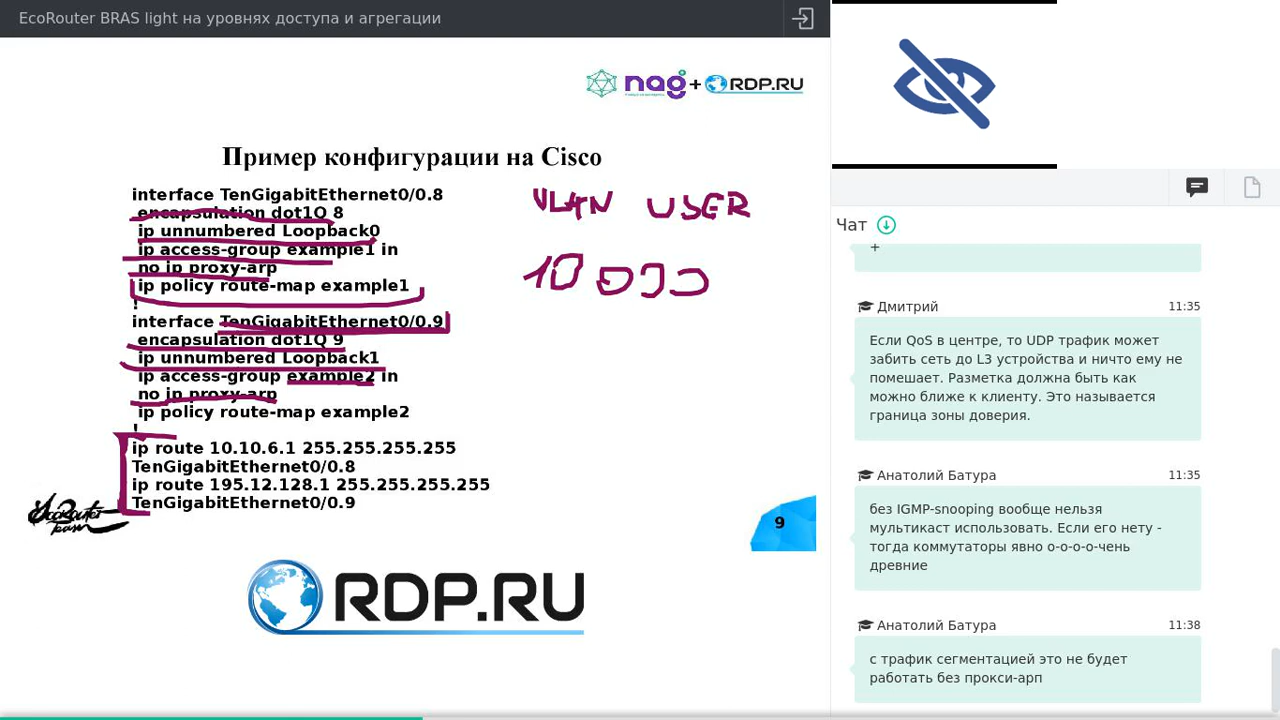 EcoRouter BRAS light на уровнях доступа и агрегации
nag + RDP.RU
Пример конфигурации на Cisco
interface TenGigabitEthernet0/0.8
encapsulation dot1Q 8
ip unnumbered Loopback0
ip access-group example1 in
no ip proxy-arp
ip policy route-map example1
!
interface TenGigabitEthernet0/0.9
encapsulation dot1Q 9
ip unnumbered Loopback1
ip access-group example2 in
no ip proxy-arp
ip policy route-map example2
!
ip route 10.10.6.1 255.255.255.255
TenGigabitEthernet0/0.8
ip route 195.12.128.1 255.255.255.255
TenGigabitEthernet0/0.9
VLAN USER
10 000
EcoRouter
Team
9
RDP.RU
Чат
+
Дмитрий 11:35
Если QoS в центре, то UDP трафик может
забить сеть до L3 устройства и ничто ему не
помешает. Разметка должна быть как
можно ближе к клиенту. Это называется
граница зоны доверия.
Анатолий Батура 11:35
без IGMP-snooping вообще нельзя
мультикаст использовать. Если его нету -
тогда коммутаторы явно о-о-о-о-чень
древние
Анатолий Батура 11:38
с трафик сегментацией это не будет
работать без прокси-арп